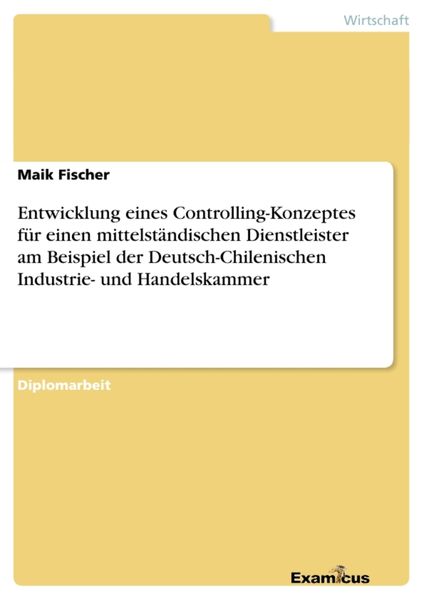 Wirtschaft
Maik Fischer
Entwicklung eines Controlling-Konzeptes
für einen mittelständischen Dienstleister
am Beispiel der Deutsch-Chilenischen
Industrie- und Handelskammer
Diplomarbeit
Examicus